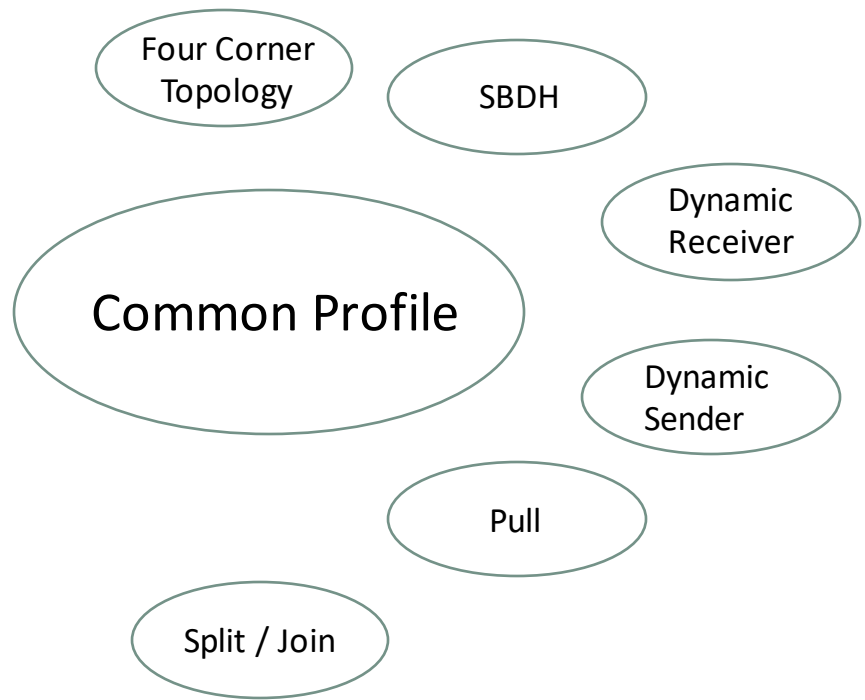 Four Corner
Topology
SBDH
Dynamic
Receiver
Common Profile
Dynamic
Sender
Pull
Split / Join